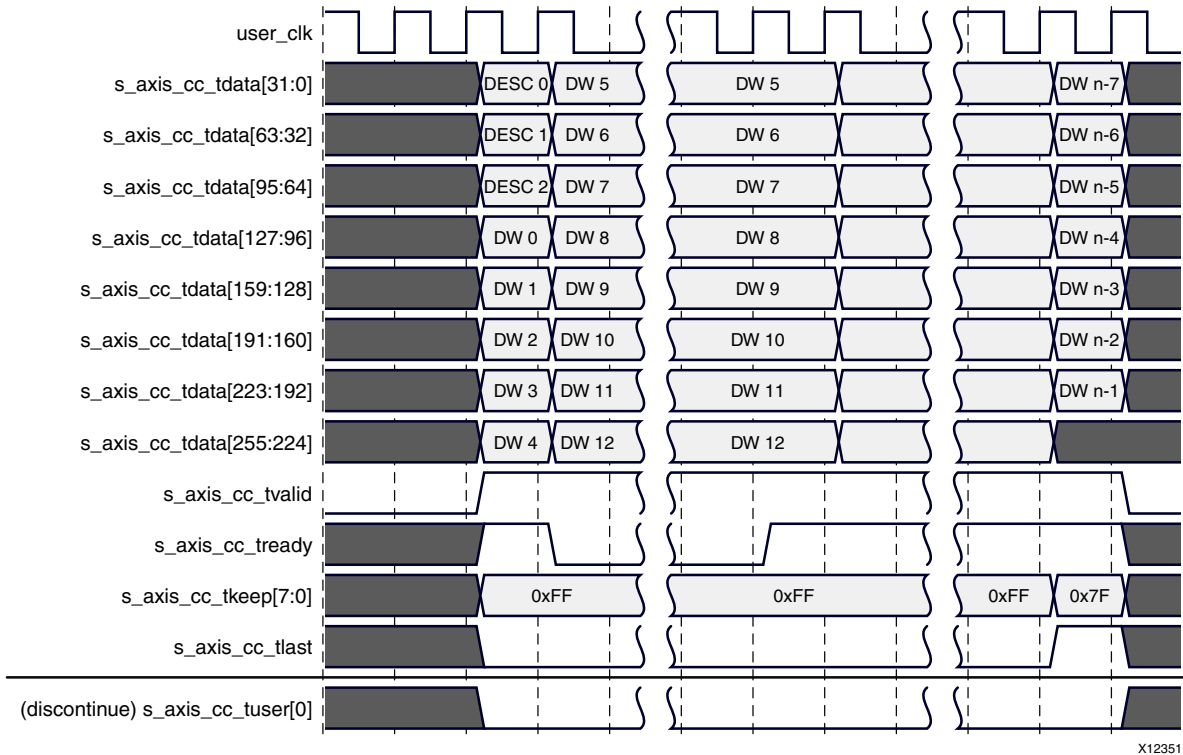 user_clk
s_axis_cc_tdata[31:0] DESC 0 DW 5 DW 5 DW n-7
s_axis_cc_tdata[63:32] DESC 1 DW 6 DW 6 DW n-6
s_axis_cc_tdata[95:64] DESC 2 DW 7 DW 7 DW n-5
s_axis_cc_tdata[127:96] DW 0 DW 8 DW 8 DW n-4
s_axis_cc_tdata[159:128] DW 1 DW 9 DW 9 DW n-3
s_axis_cc_tdata[191:160] DW 2 DW 10 DW 10 DW n-2
s_axis_cc_tdata[223:192] DW 3 DW 11 DW 11 DW n-1
s_axis_cc_tdata[255:224] DW 4 DW 12 DW 12
s_axis_cc_tvalid
s_axis_cc_tready
s_axis_cc_tkeep[7:0] 0xFF 0xFF 0xFF 0x7F
s_axis_cc_tlast
(discontinue) s_axis_cc_tuser[0]
X12351